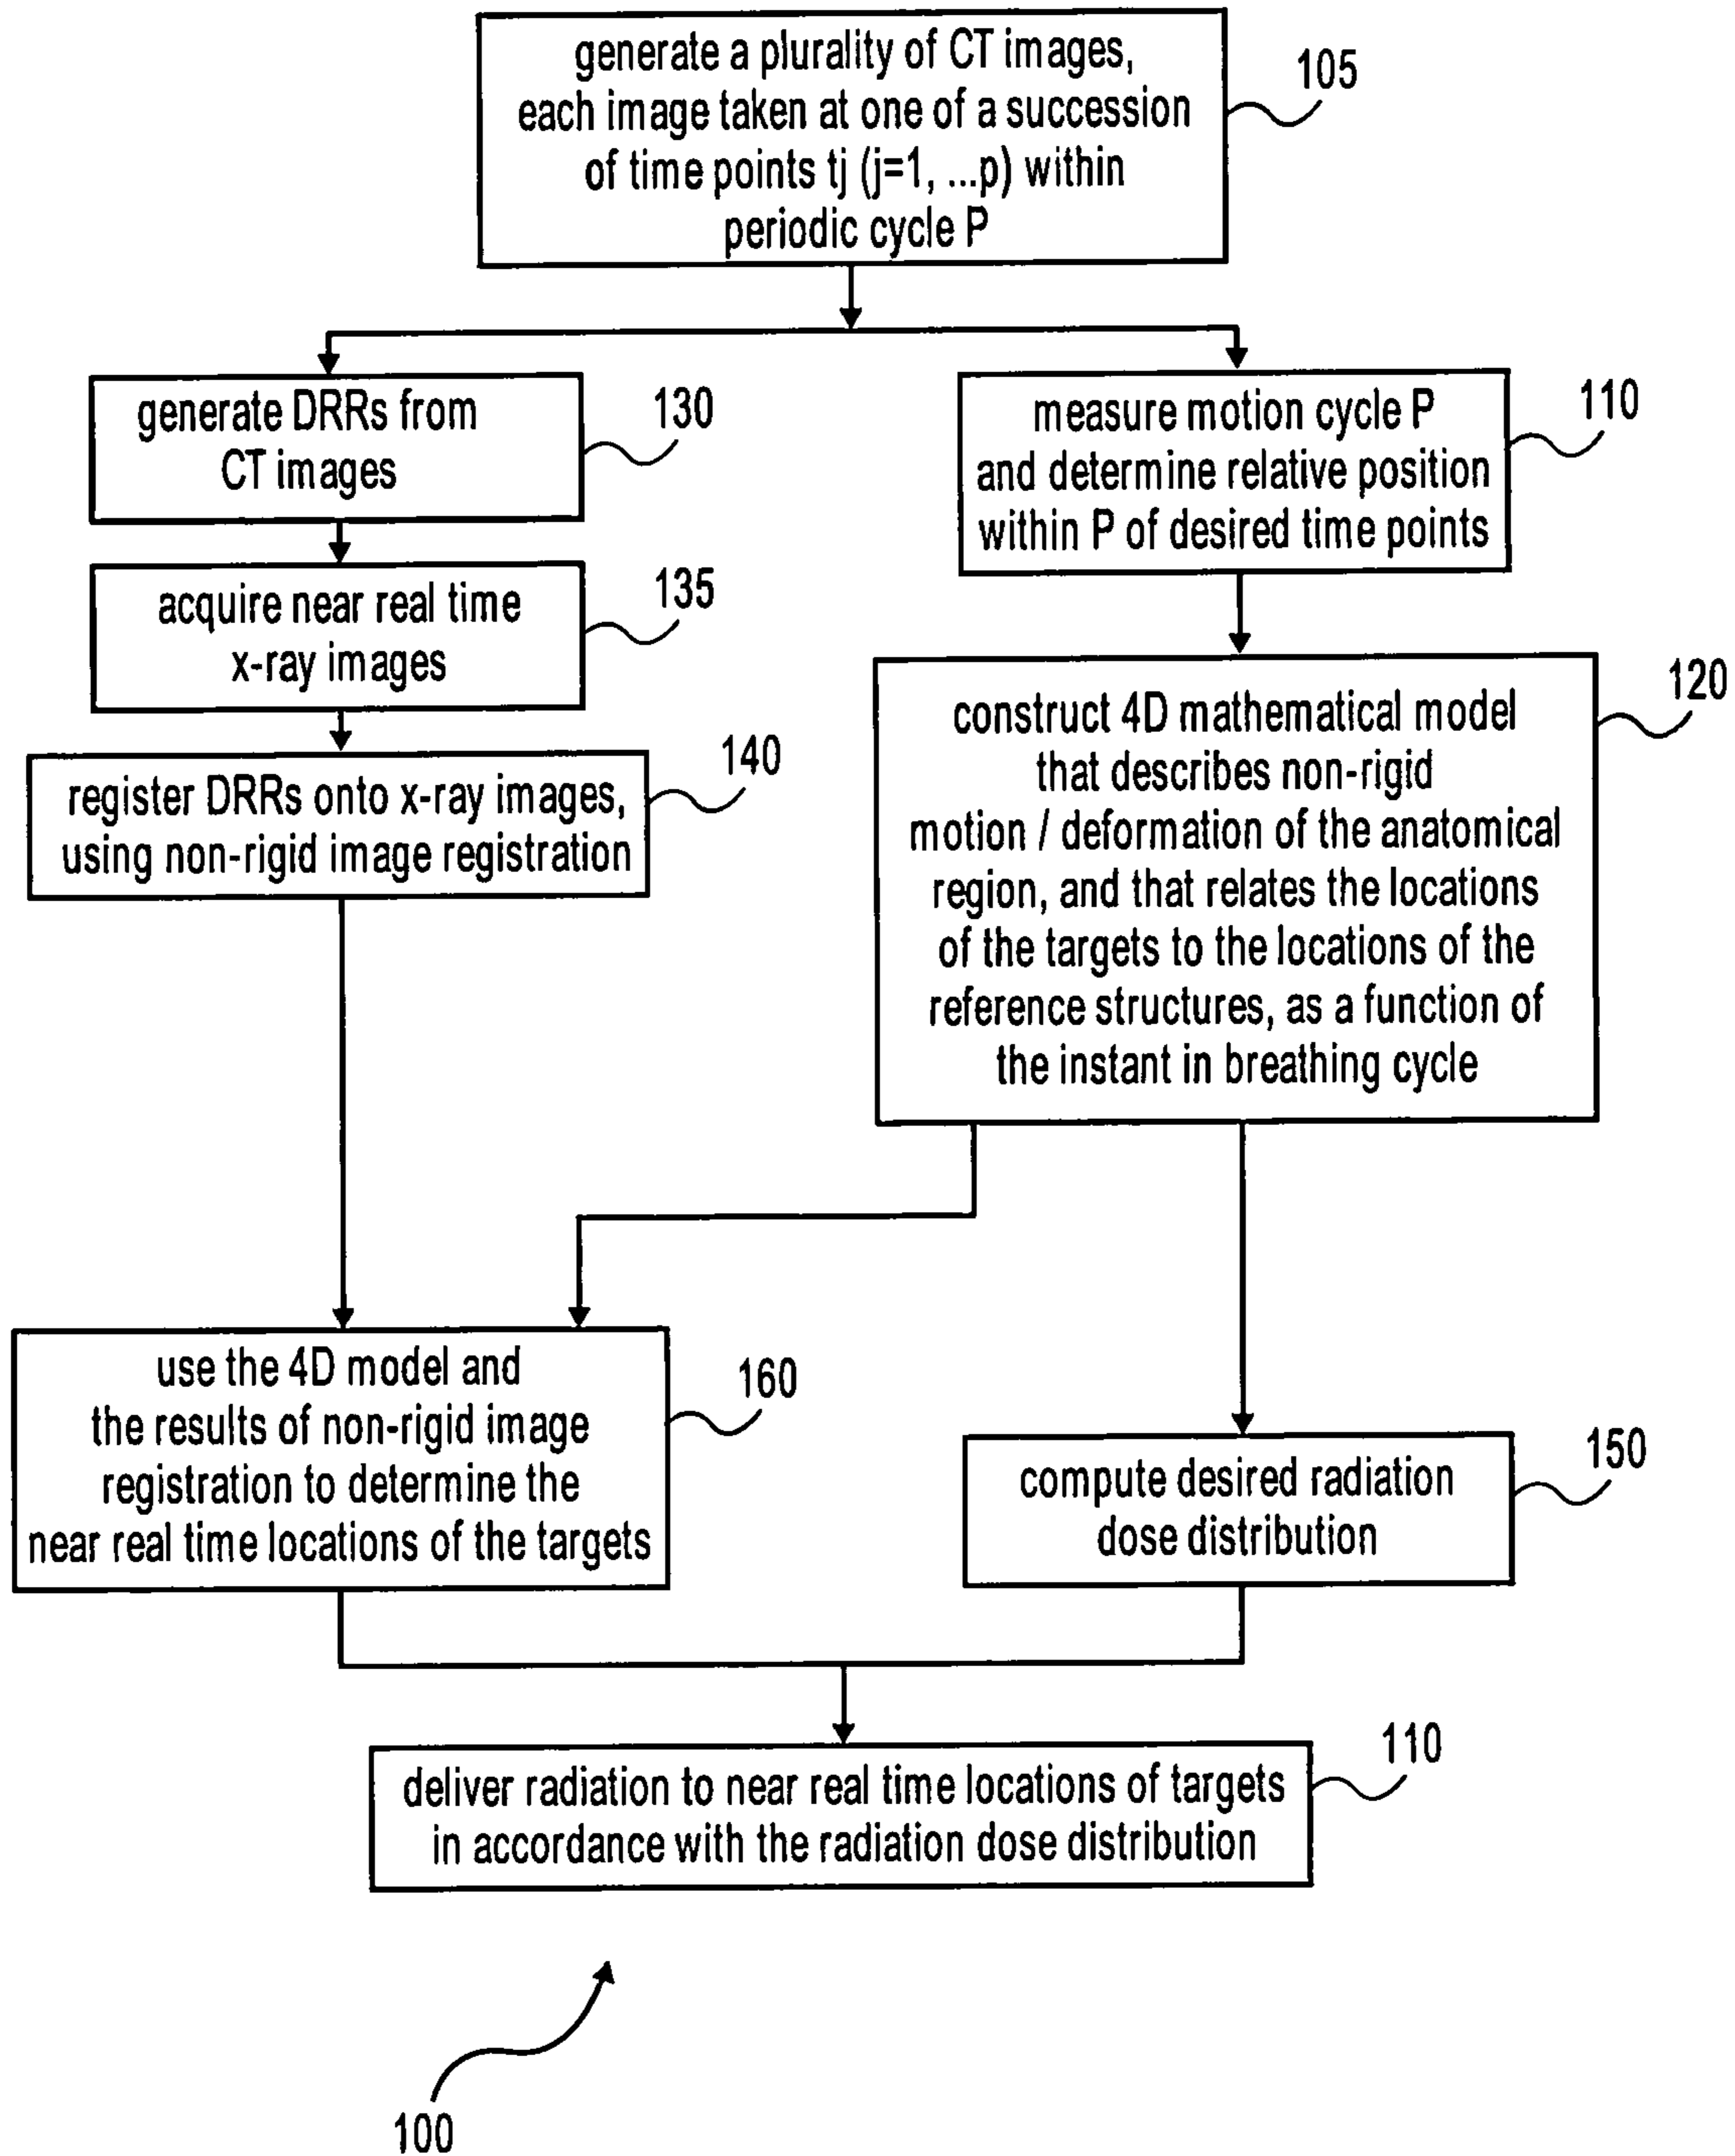 generate a plurality of CT images,
each image taken at one of a succession
of time points tj (j=1, ...p) within
periodic cycle P
105
generate DRRs from
CT images
130
measure motion cycle P
and determine relative position
within P of desired time points
110
acquire near real time
x-ray images
135
construct 4D mathematical model
that describes non-rigid
motion / deformation of the anatomical
region, and that relates the locations
of the targets to the locations of the
reference structures, as a function of
the instant in breathing cycle
120
register DRRs onto x-ray images,
using non-rigid image registration
140
use the 4D model and
the results of non-rigid image
registration to determine the
near real time locations of the targets
160
compute desired radiation
dose distribution
150
deliver radiation to near real time locations of targets
in accordance with the radiation dose distribution
110
100